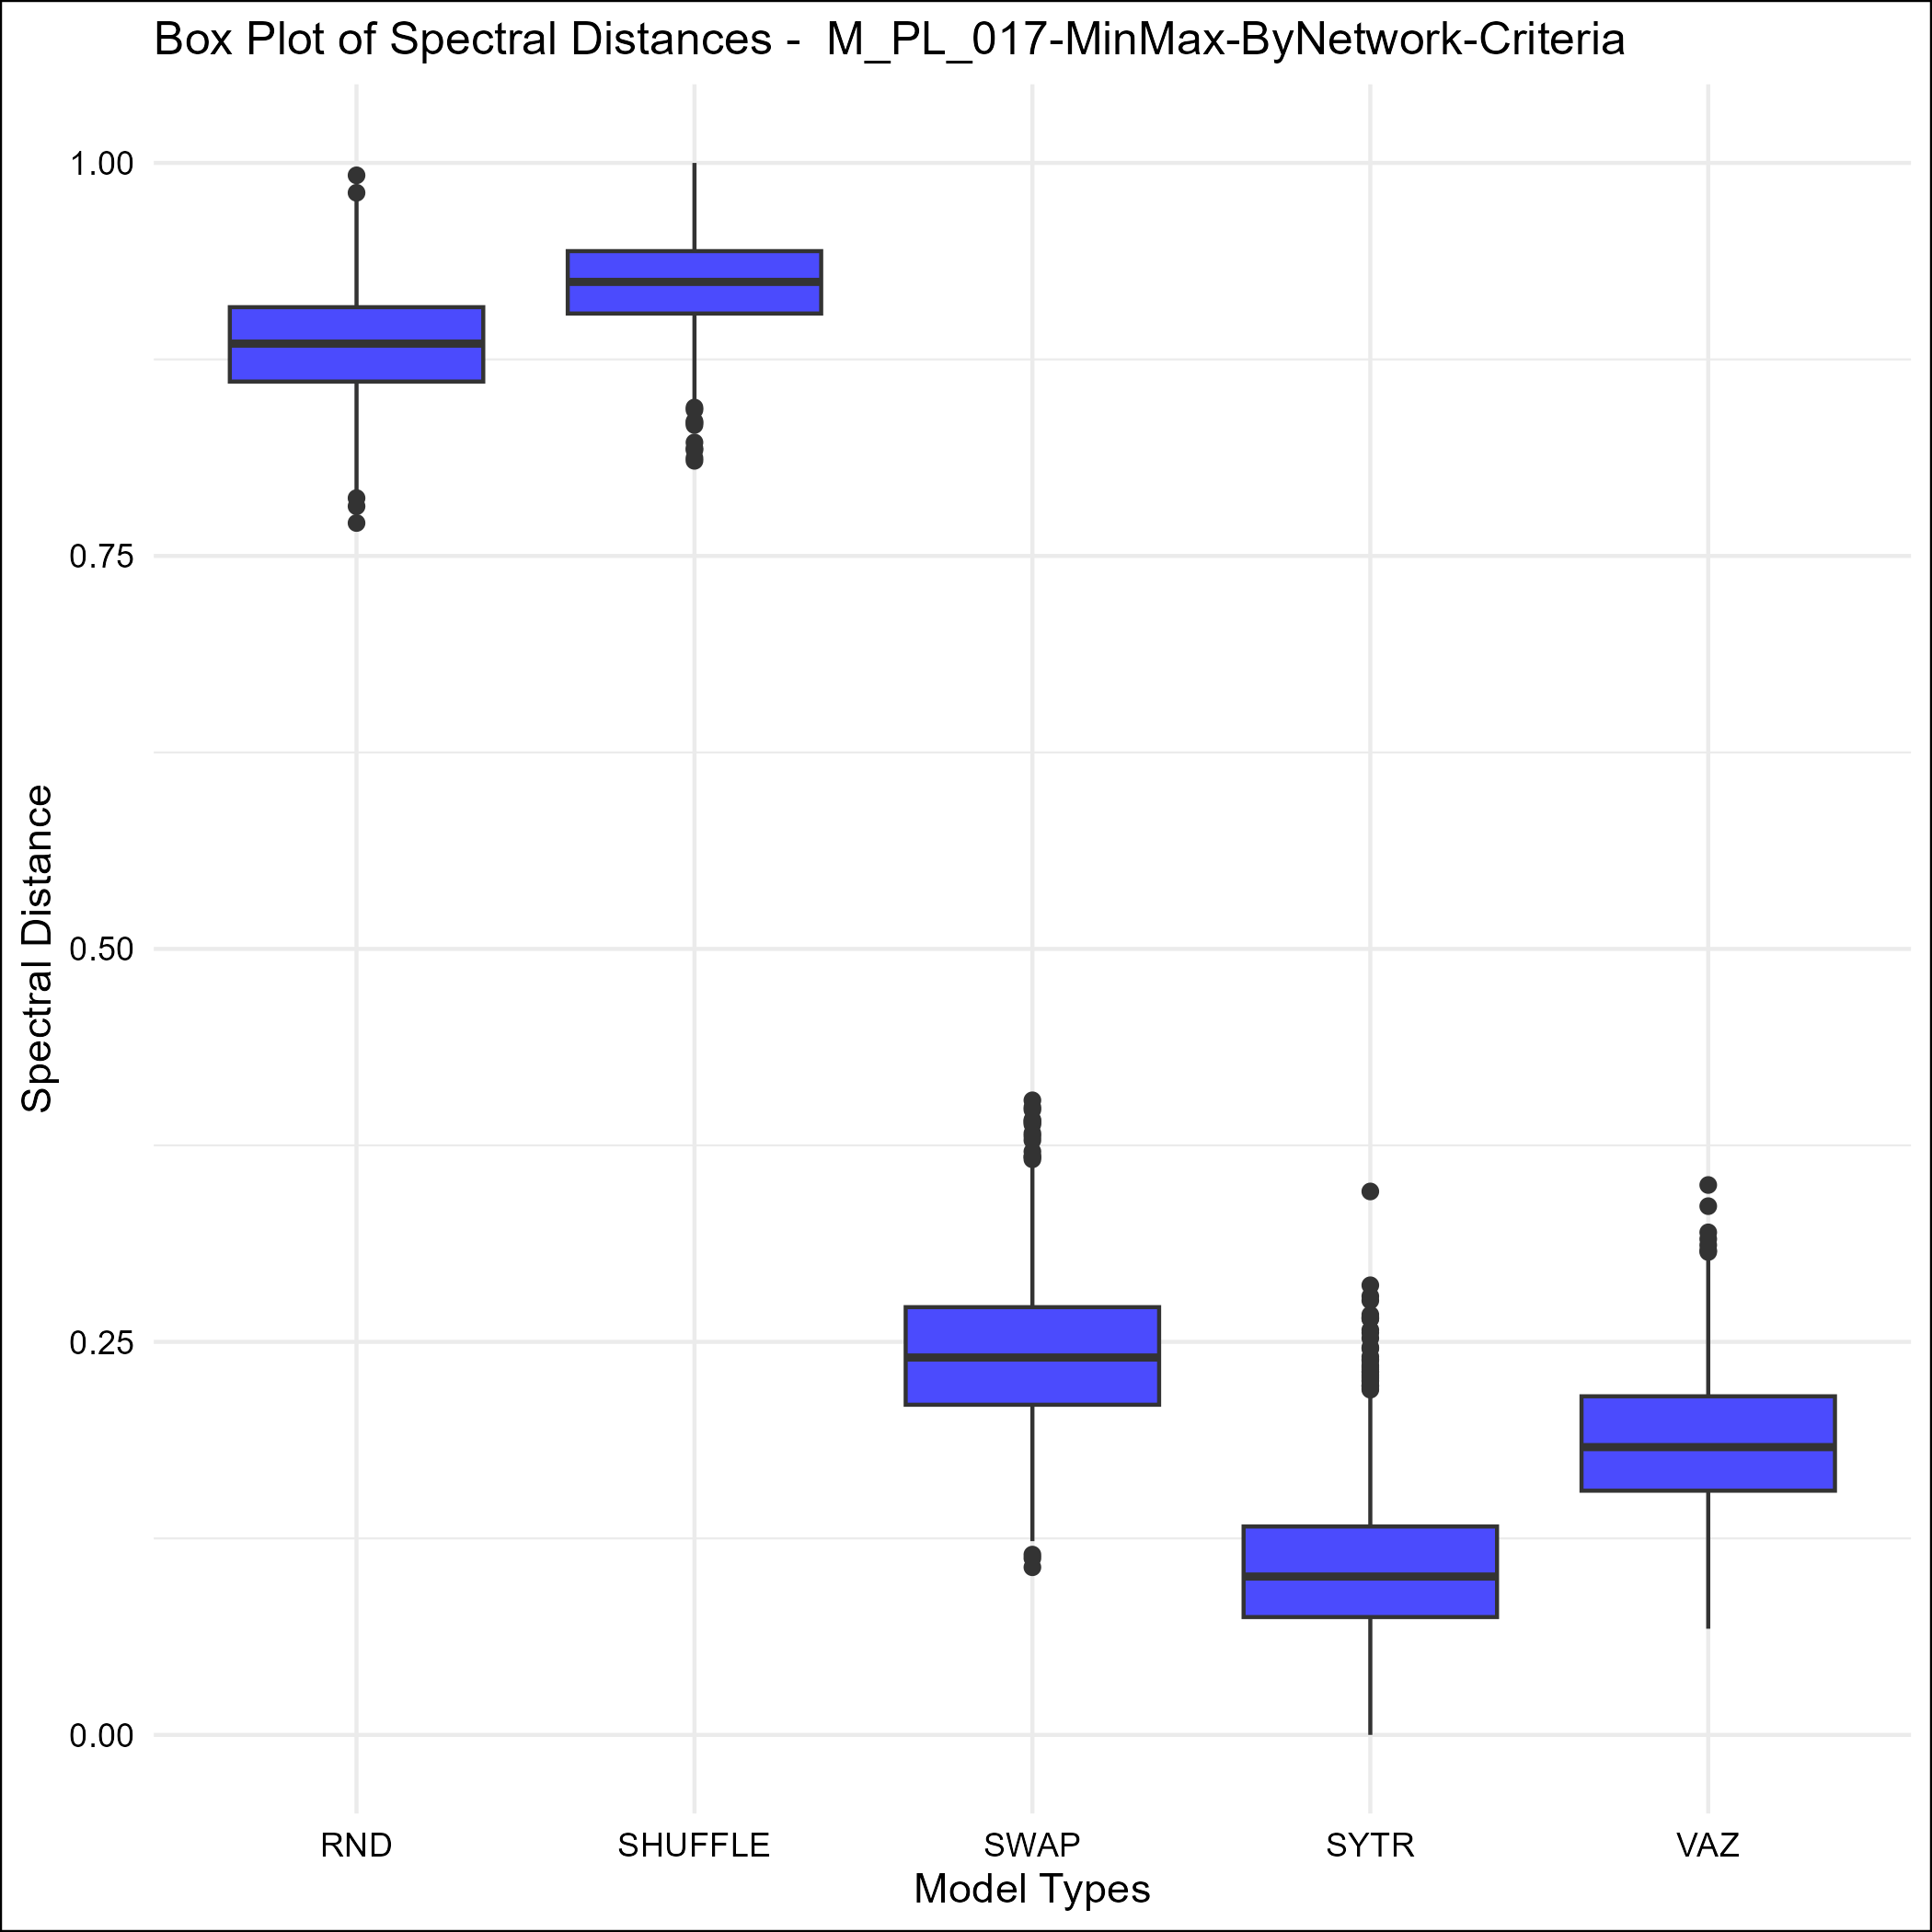 Box Plot of Spectral Distances -  M_PL_017-MinMax-ByNetwork-Criteria
1.00
0.75
0.50
0.25
0.00
Spectral Distance
RND SHUFFLE SWAP SYTR VAZ
Model Types